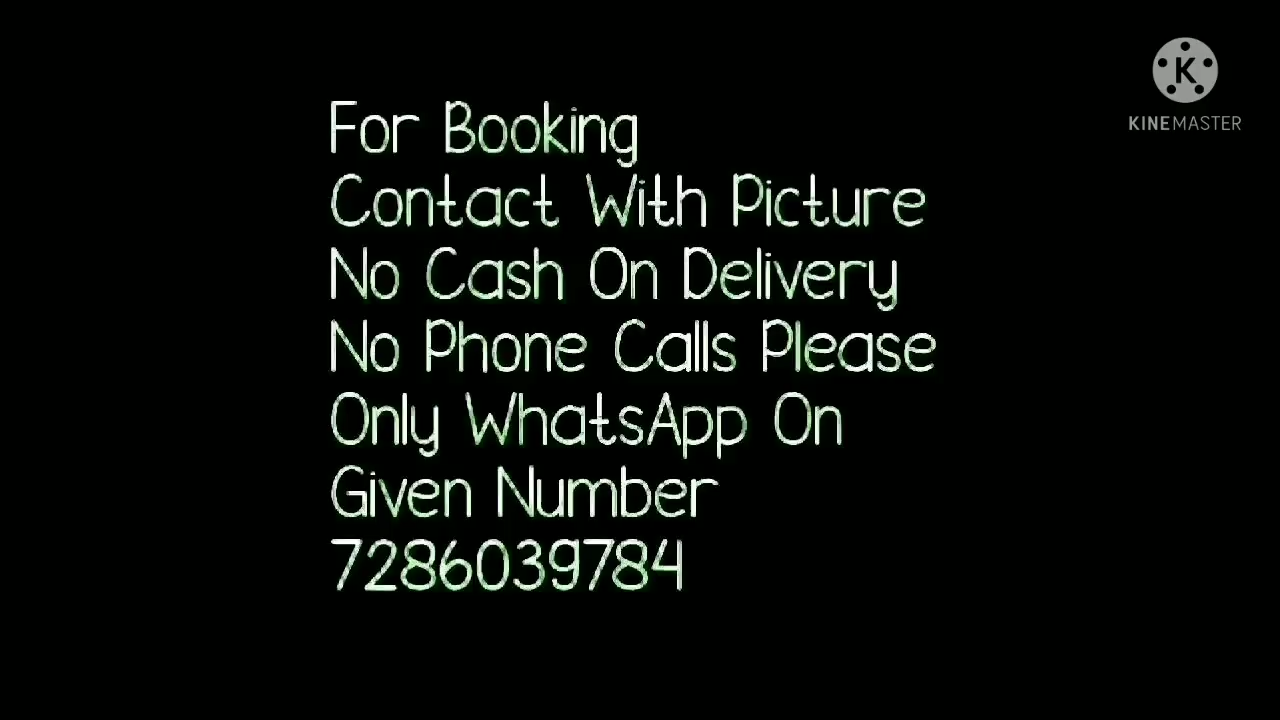 For Booking
Contact With Picture
No Cash On Delivery
No Phone Calls Please
Only WhatsApp On
Given Number
7286039784
K
KINEMASTER